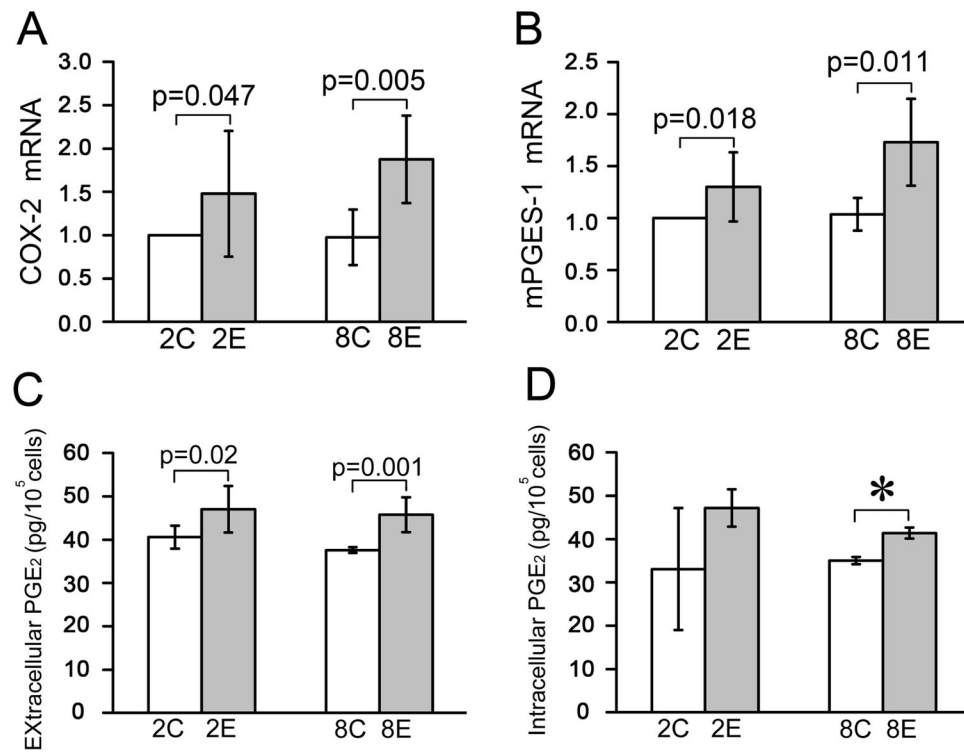 A
COX-2 mRNA
3.0
2.5
2.0
1.5
1.0
0.5
0.0
p=0.047
p=0.005
2C 2E 8C 8E
B
mPGES-1 mRNA
2.5
2.0
1.5
1.0
0.5
0.0
p=0.018
p=0.011
2C 2E 8C 8E
C
EXtracellular PGE₂ (pg/10⁵ cells)
60
50
40
30
20
10
0
p=0.02
p=0.001
2C 2E 8C 8E
D
Intracellular PGE₂ (pg/10⁵ cells)
60
50
40
30
20
10
0
*
2C 2E 8C 8E